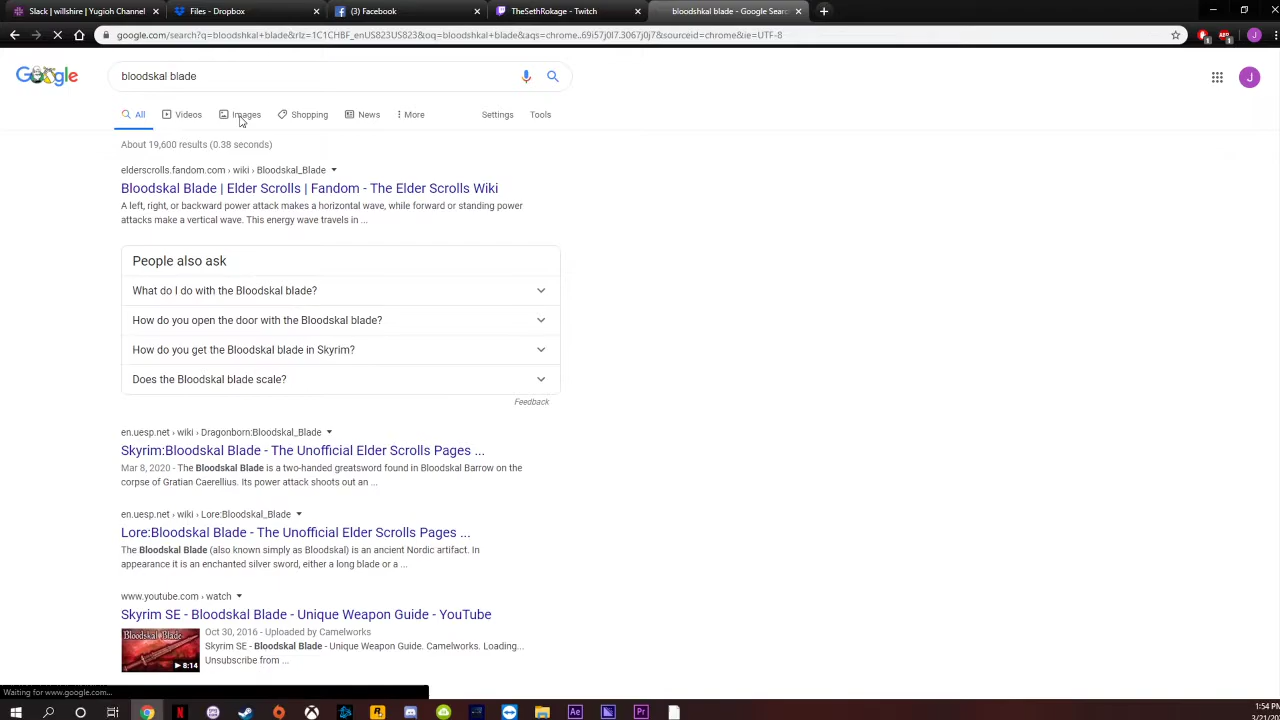 Slack | willshire | Yugioh Channel
Files - Dropbox
Facebook
TheSethRokage - Twitch
bloodshkal blade - Google Sear
google.com/search?q=bloodshkal+blade&rlz=1C1CHBF_enUS823US823&oq=bloodshkal+blade&aqs=chrome..69i57j0l7.3067j0j7&sourceid=chrome&ie=UTF-8
Google
bloodskal blade
J
All
Videos
Images
Shopping
News
More
Settings
Tools
About 19,600 results (0.38 seconds)
elderscrolls.fandom.com › wiki › Bloodskal_Blade
Bloodskal Blade | Elder Scrolls | Fandom - The Elder Scrolls Wiki
A left, right, or backward power attack makes a horizontal wave, while forward or standing power
attacks make a vertical wave. This energy wave travels in ...
People also ask
What do I do with the Bloodskal blade?
How do you open the door with the Bloodskal blade?
How do you get the Bloodskal blade in Skyrim?
Does the Bloodskal blade scale?
Feedback
en.uesp.net › wiki › Dragonborn:Bloodskal_Blade
Skyrim:Bloodskal Blade - The Unofficial Elder Scrolls Pages ...
Mar 8, 2020 - The Bloodskal Blade is a two-handed greatsword found in Bloodskal Barrow on the
corpse of Gratian Caerellius. Its power attack shoots out an ...
en.uesp.net › wiki › Lore:Bloodskal_Blade
Lore:Bloodskal Blade - The Unofficial Elder Scrolls Pages ...
The Bloodskal Blade (also known simply as Bloodskal) is an ancient Nordic artifact. In
appearance it is an enchanted silver sword, either a long blade or a ...
www.youtube.com › watch
Skyrim SE - Bloodskal Blade - Unique Weapon Guide - YouTube
Bloodskal Blade
8:14
Oct 30, 2016 - Uploaded by Camelworks
Skyrim SE - Bloodskal Blade - Unique Weapon Guide. Camelworks. Loading...
Unsubscribe from ...
Waiting for www.google.com...
Ae
Pr
1:54 PM